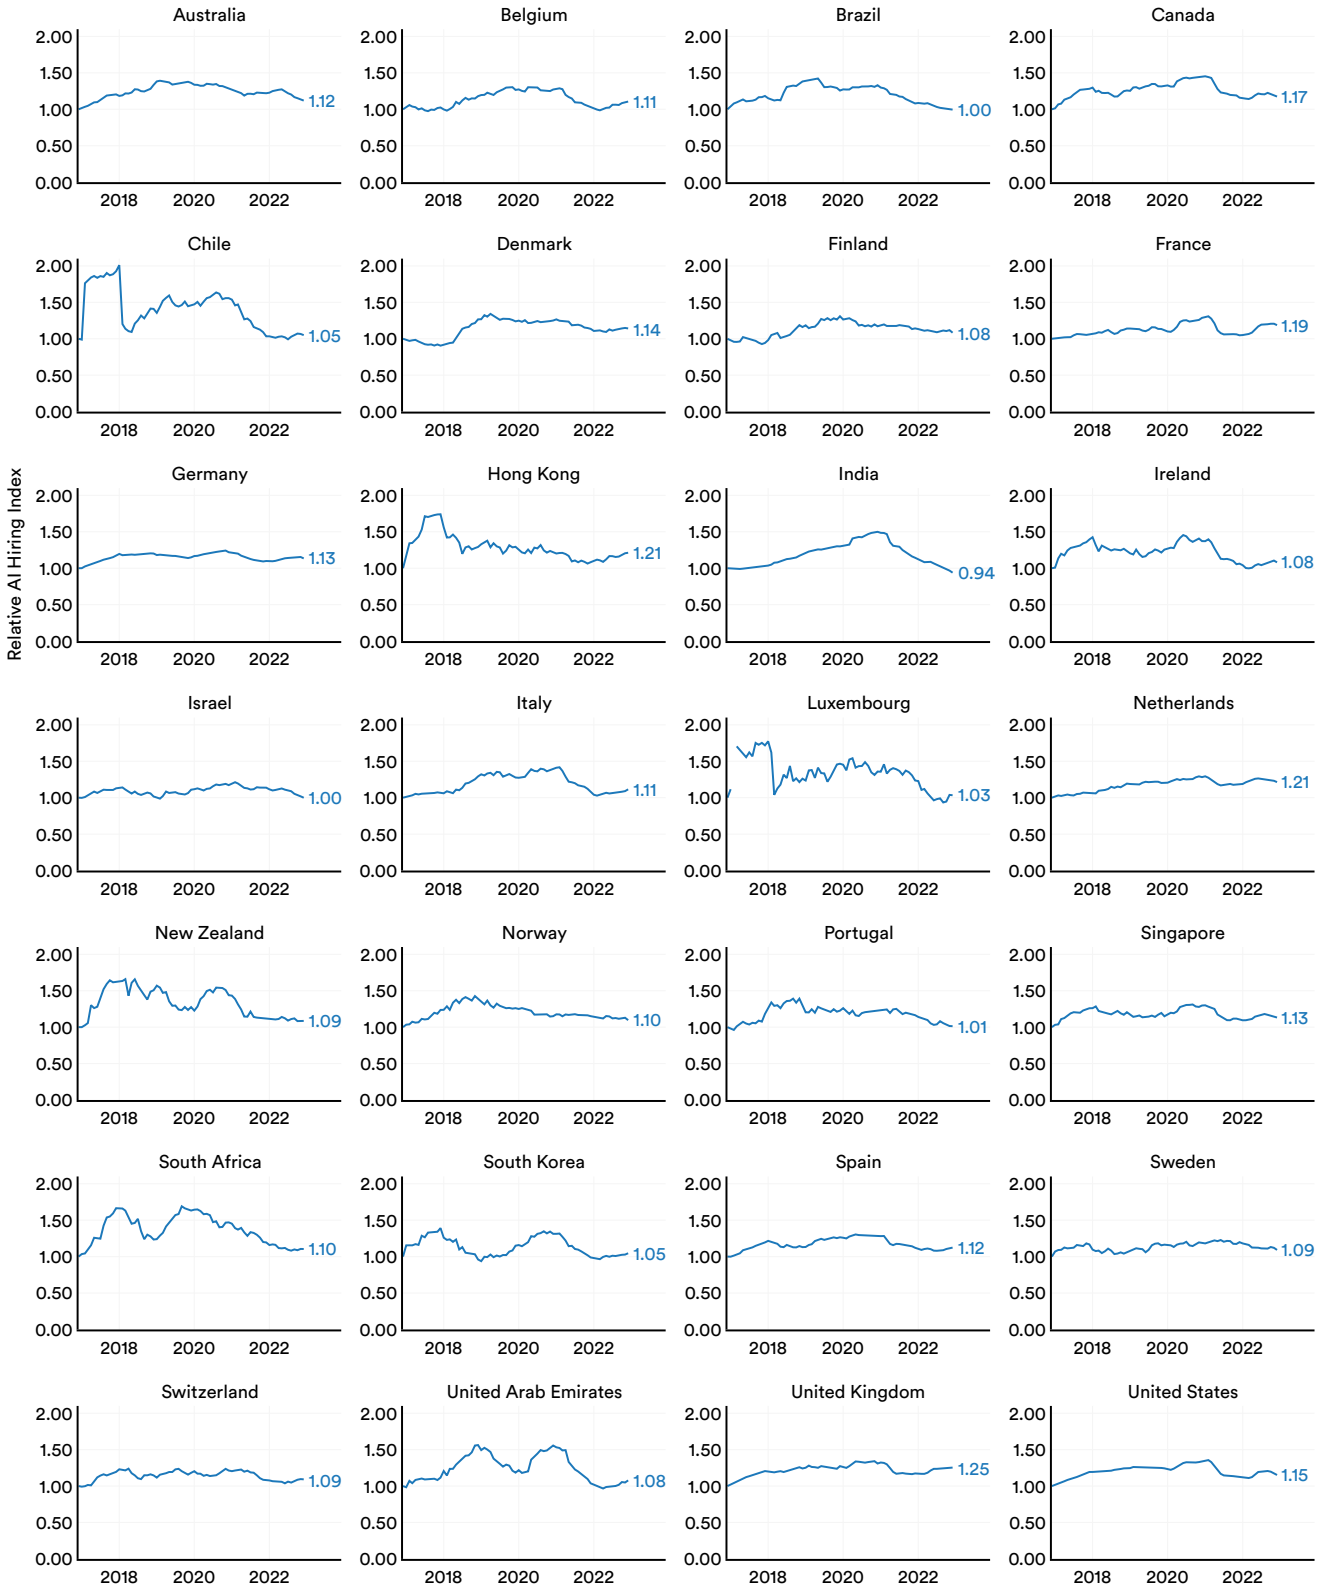 Relative AI Hiring Index
Australia Belgium Brazil Canada
2.00 2.00 2.00 2.00
1.50 1.50 1.50 1.50
1.00 1.12 1.00 1.11 1.00 1.00 1.00 1.17
0.50 0.50 0.50 0.50
0.00 0.00 0.00 0.00
2018 2020 2022 2018 2020 2022 2018 2020 2022 2018 2020 2022
Chile Denmark Finland France
2.00 2.00 2.00 2.00
1.50 1.50 1.50 1.50
1.00 1.05 1.00 1.14 1.00 1.08 1.00 1.19
0.50 0.50 0.50 0.50
0.00 0.00 0.00 0.00
2018 2020 2022 2018 2020 2022 2018 2020 2022 2018 2020 2022
Germany Hong Kong India Ireland
2.00 2.00 2.00 2.00
1.50 1.50 1.50 1.50
1.00 1.13 1.00 1.21 1.00 0.94 1.00 1.08
0.50 0.50 0.50 0.50
0.00 0.00 0.00 0.00
2018 2020 2022 2018 2020 2022 2018 2020 2022 2018 2020 2022
Israel Italy Luxembourg Netherlands
2.00 2.00 2.00 2.00
1.50 1.50 1.50 1.50
1.00 1.00 1.00 1.11 1.00 1.03 1.00 1.21
0.50 0.50 0.50 0.50
0.00 0.00 0.00 0.00
2018 2020 2022 2018 2020 2022 2018 2020 2022 2018 2020 2022
New Zealand Norway Portugal Singapore
2.00 2.00 2.00 2.00
1.50 1.50 1.50 1.50
1.00 1.09 1.00 1.10 1.00 1.01 1.00 1.13
0.50 0.50 0.50 0.50
0.00 0.00 0.00 0.00
2018 2020 2022 2018 2020 2022 2018 2020 2022 2018 2020 2022
South Africa South Korea Spain Sweden
2.00 2.00 2.00 2.00
1.50 1.50 1.50 1.50
1.00 1.10 1.00 1.05 1.00 1.12 1.00 1.09
0.50 0.50 0.50 0.50
0.00 0.00 0.00 0.00
2018 2020 2022 2018 2020 2022 2018 2020 2022 2018 2020 2022
Switzerland United Arab Emirates United Kingdom United States
2.00 2.00 2.00 2.00
1.50 1.50 1.50 1.50
1.00 1.09 1.00 1.08 1.00 1.25 1.00 1.15
0.50 0.50 0.50 0.50
0.00 0.00 0.00 0.00
2018 2020 2022 2018 2020 2022 2018 2020 2022 2018 2020 2022